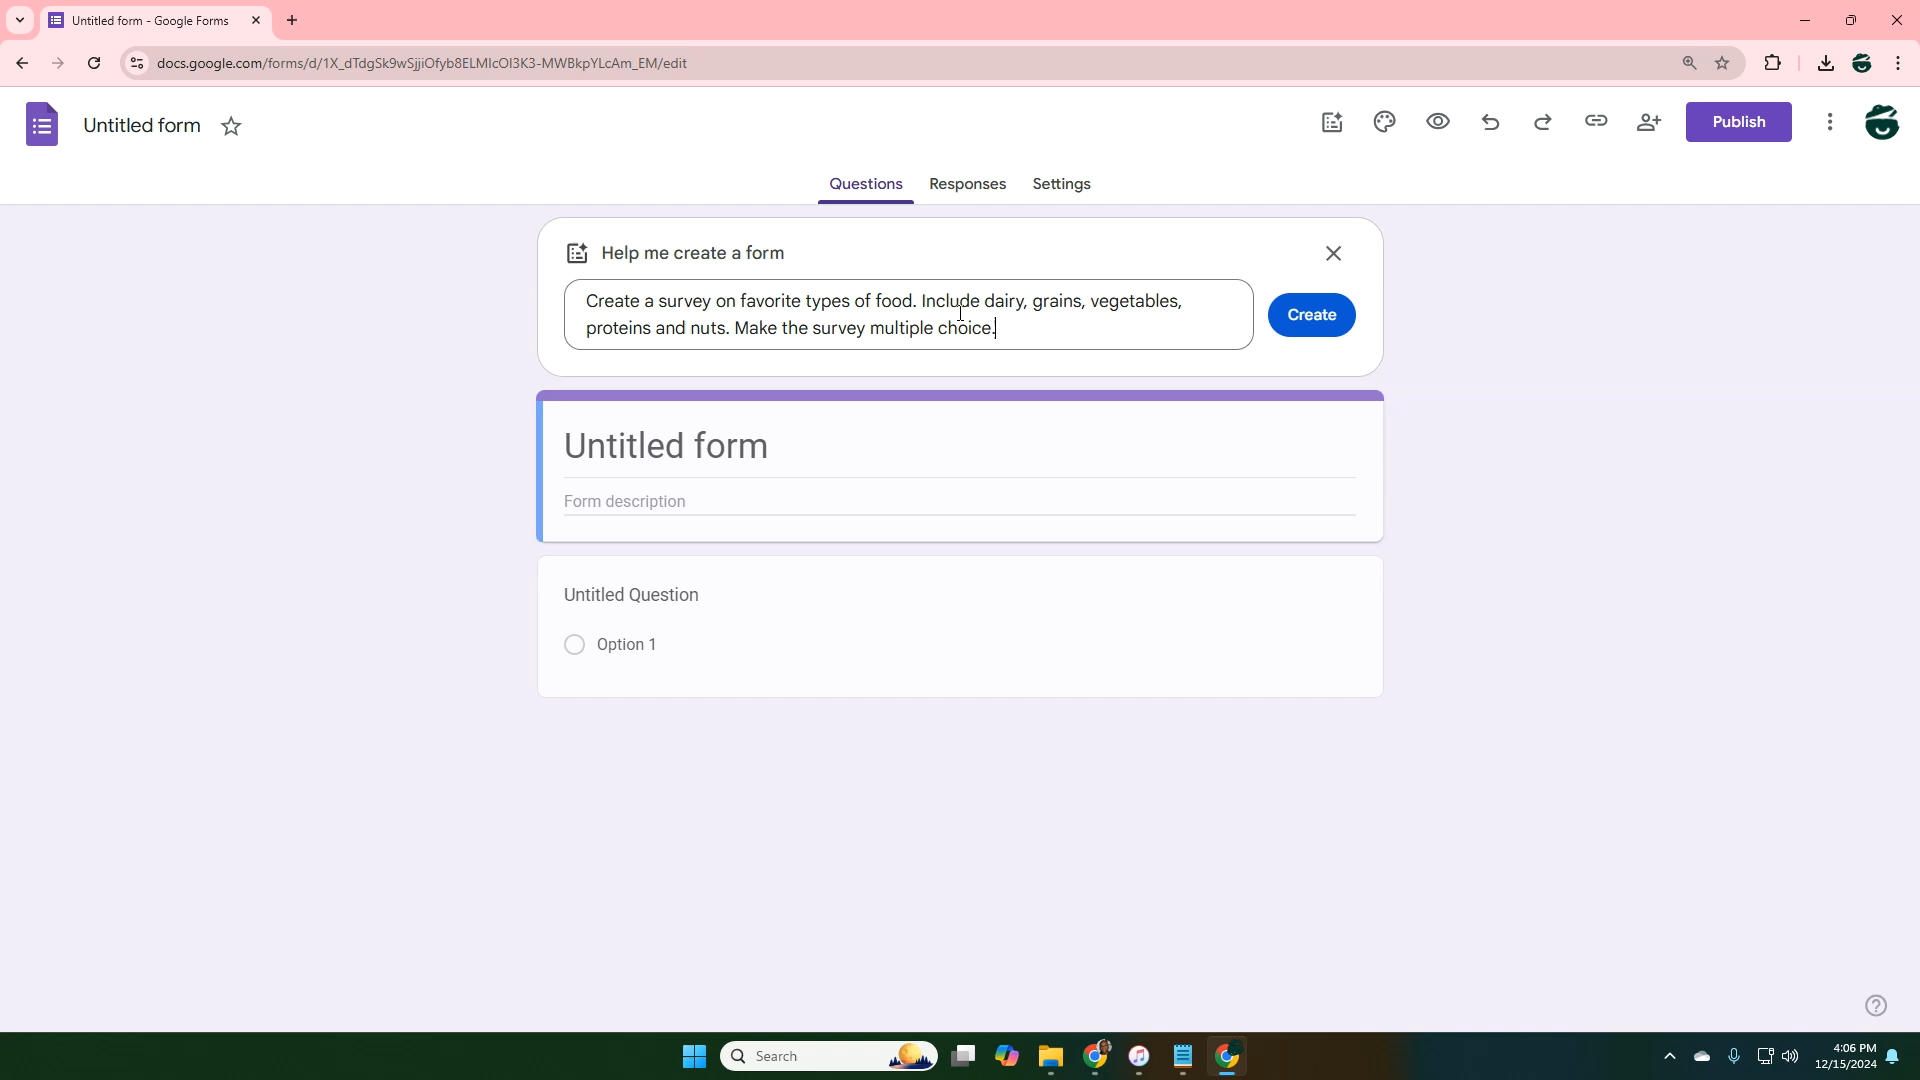 Untitled form - Google Forms
docs.google.com/forms/d/1X_dTdgSk9wSjjiOfyb8ELMIcOI3K3-MWBkpYLcAm_EM/edit
Untitled form
Publish
Questions Responses Settings
Help me create a form
Create a survey on favorite types of food. Include dairy, grains, vegetables,
proteins and nuts. Make the survey multiple choice.
Create
Untitled form
Form description
Untitled Question
Option 1
Search
4:06 PM
12/15/2024